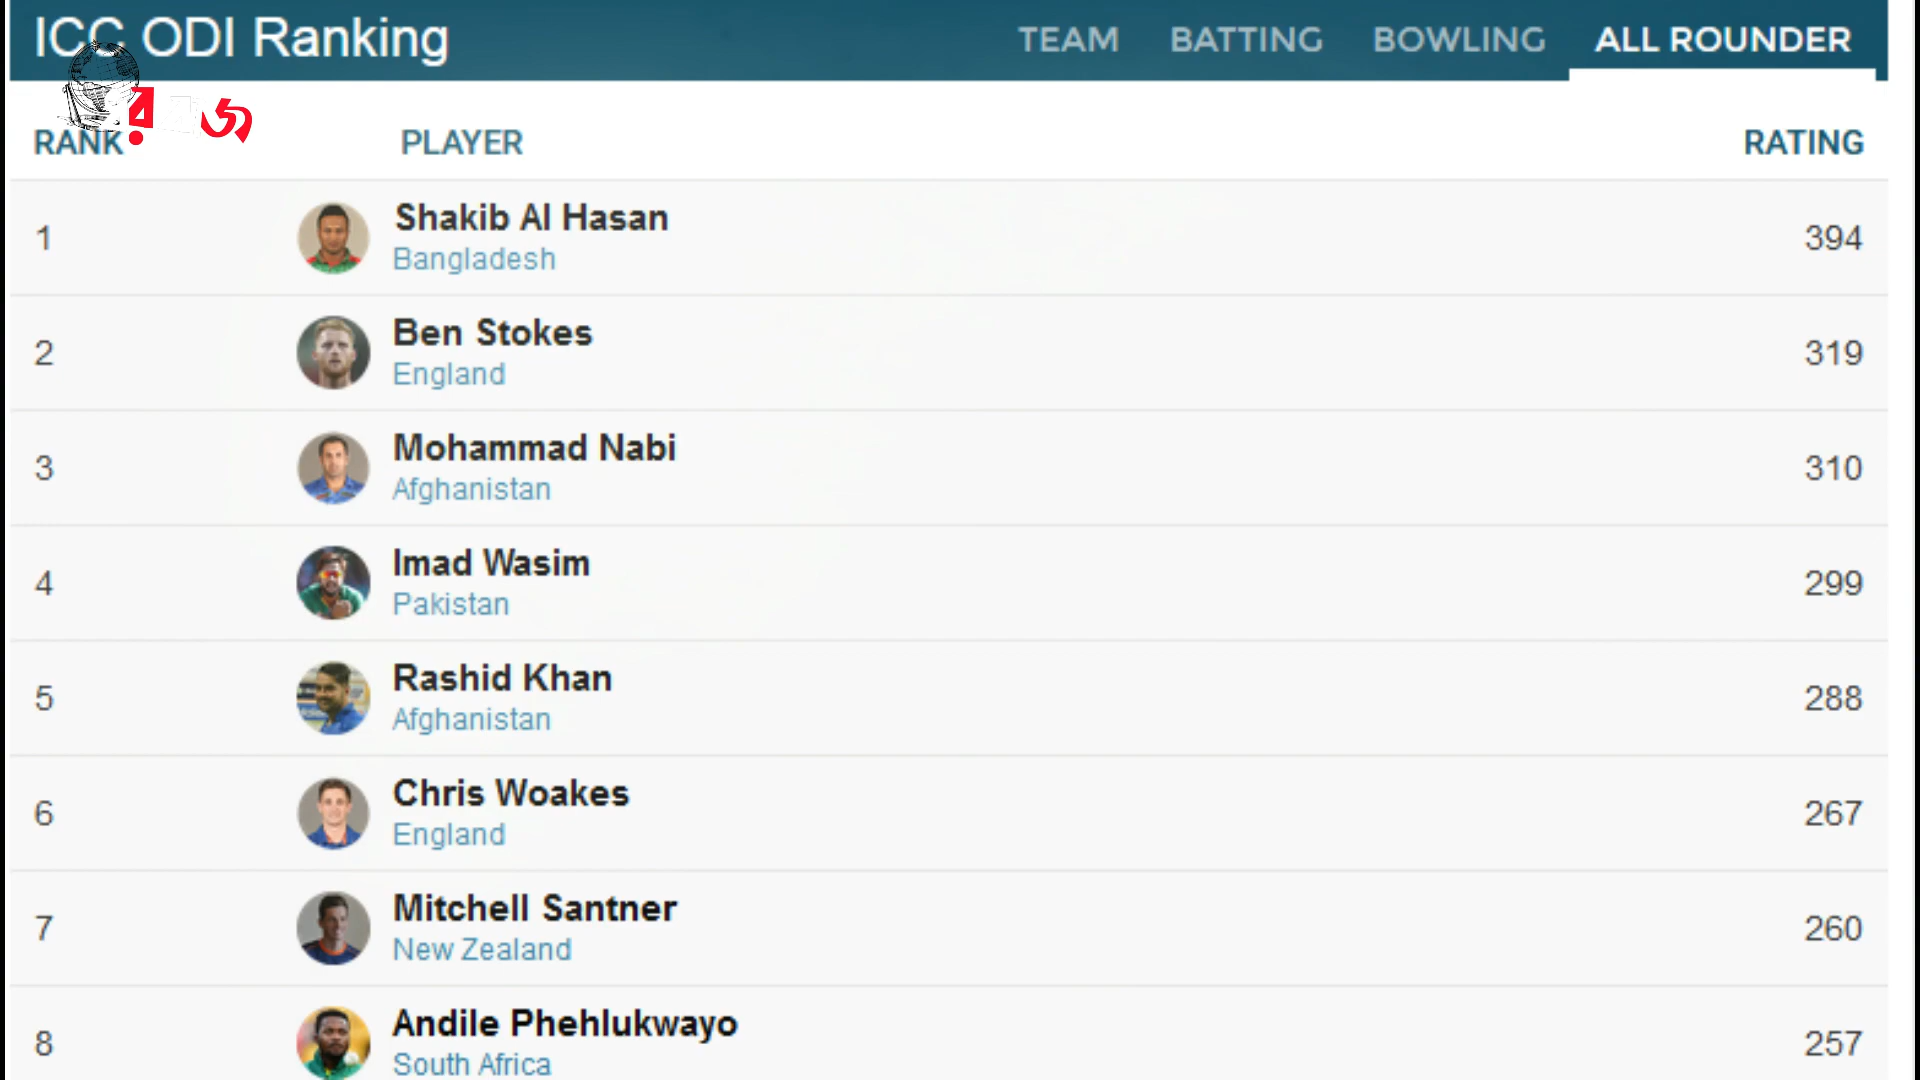 ICC ODI Ranking
TEAM BATTING BOWLING ALL ROUNDER
RANK PLAYER RATING
1 Shakib Al Hasan 394
Bangladesh
2 Ben Stokes 319
England
3 Mohammad Nabi 310
Afghanistan
4 Imad Wasim 299
Pakistan
5 Rashid Khan 288
Afghanistan
6 Chris Woakes 267
England
7 Mitchell Santner 260
New Zealand
8 Andile Phehlukwayo 257
South Africa